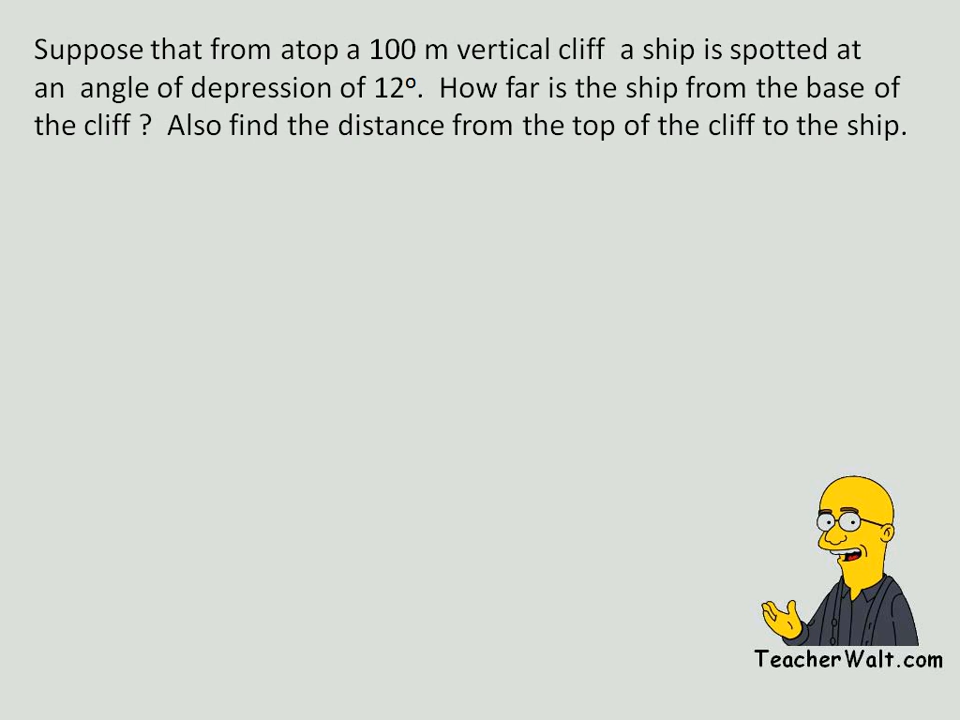 Suppose that from atop a 100 m vertical cliff  a ship is spotted at
an  angle of depression of 12º.  How far is the ship from the base of
the cliff ?  Also find the distance from the top of the cliff to the ship.
TeacherWalt.com